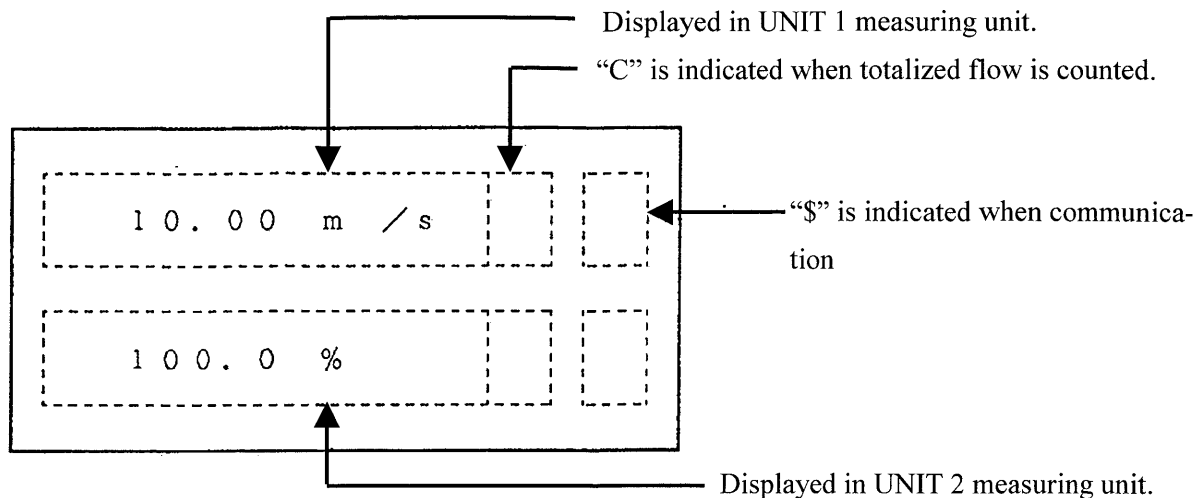 Displayed in UNIT 1 measuring unit.
“C” is indicated when totalized flow is counted.
10.00 m /s
“$” is indicated when communica-
tion
100.0 %
Displayed in UNIT 2 measuring unit.